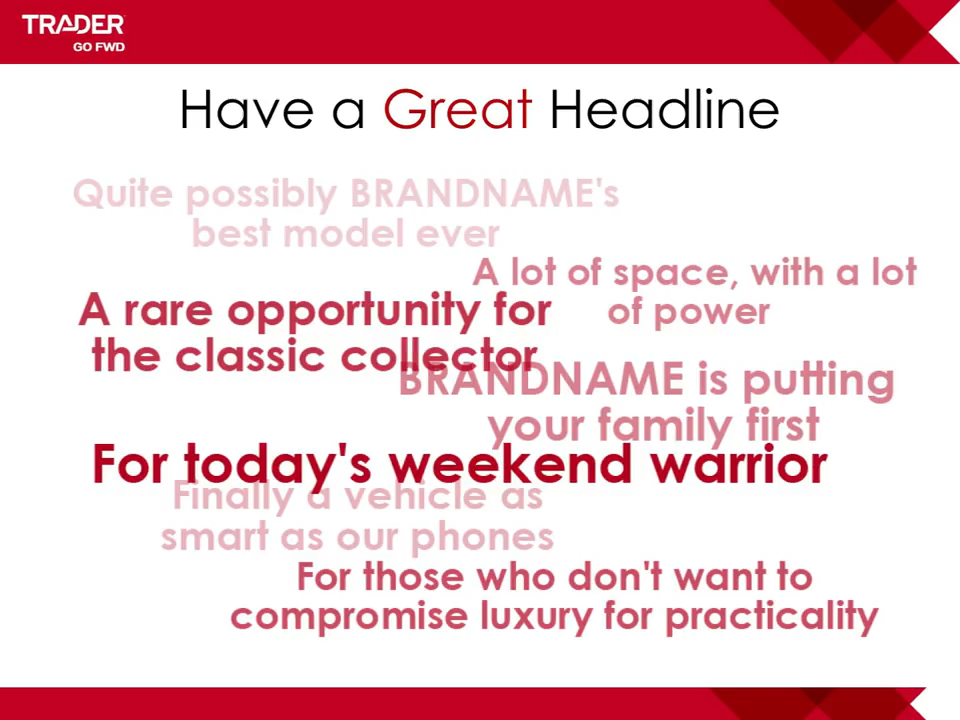 TRADER
GO FWD
Have a Great Headline
Quite possibly BRANDNAME's
best model ever
A lot of space, with a lot
of power
A rare opportunity for
the classic collector
BRANDNAME is putting
your family first
For today's weekend warrior
Finally a vehicle as
smart as our phones
For those who don't want to
compromise luxury for practicality